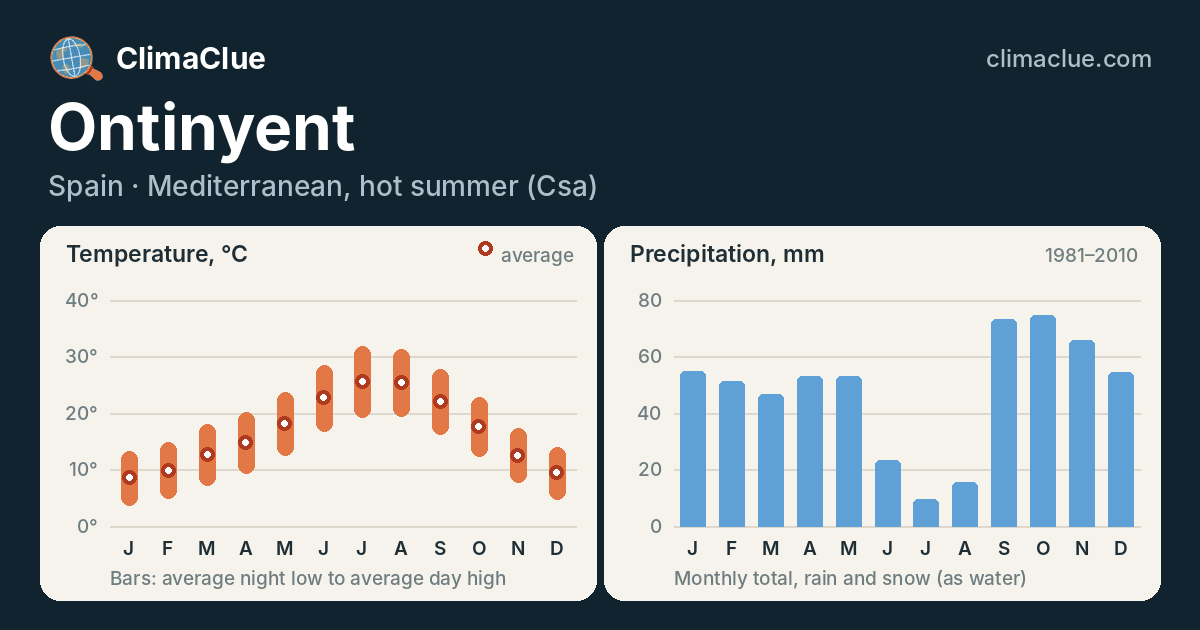 ClimaClue
climaclue.com
Ontinyent
Spain · Mediterranean, hot summer (Csa)
Temperature, °C
average
40°
30°
20°
10°
0°
J F M A M J J A S O N D
Bars: average night low to average day high
Precipitation, mm
1981–2010
80
60
40
20
0
J F M A M J J A S O N D
Monthly total, rain and snow (as water)